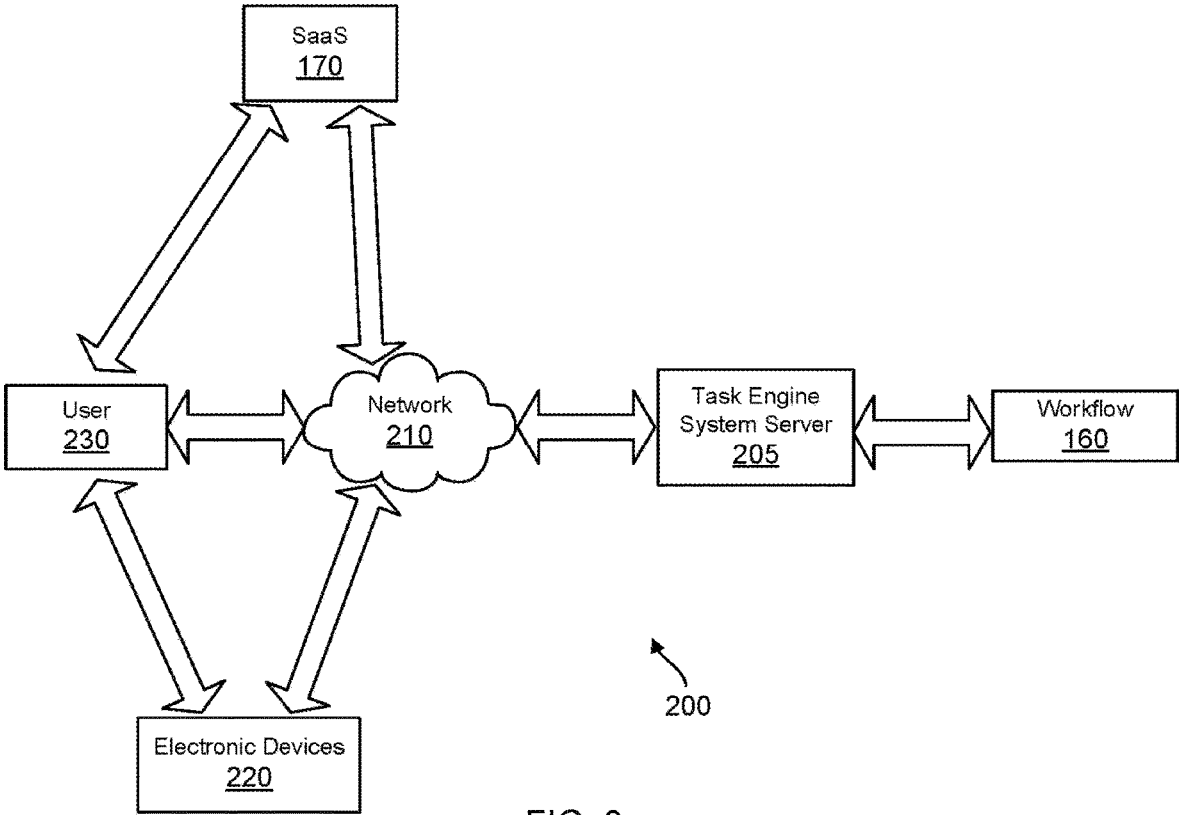 SaaS
170
User
230
Network
210
Task Engine
System Server
205
Workflow
160
200
Electronic Devices
220